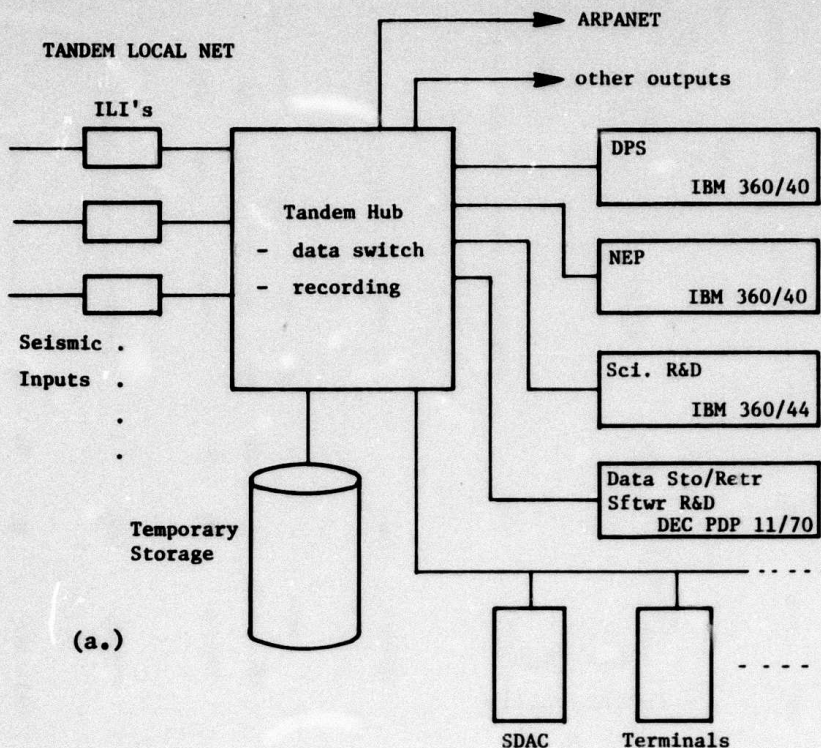 ARPANET
TANDEM LOCAL NET
other outputs
ILI's
Tandem Hub
- data switch
- recording
Seismic .
Inputs .
.
.
DPS
IBM 360/40
NEP
IBM 360/40
Sci. R&D
IBM 360/44
Data Sto/Retr
Sftwr R&D
DEC PDP 11/70
Temporary
Storage
(a.)
SDAC
Terminals